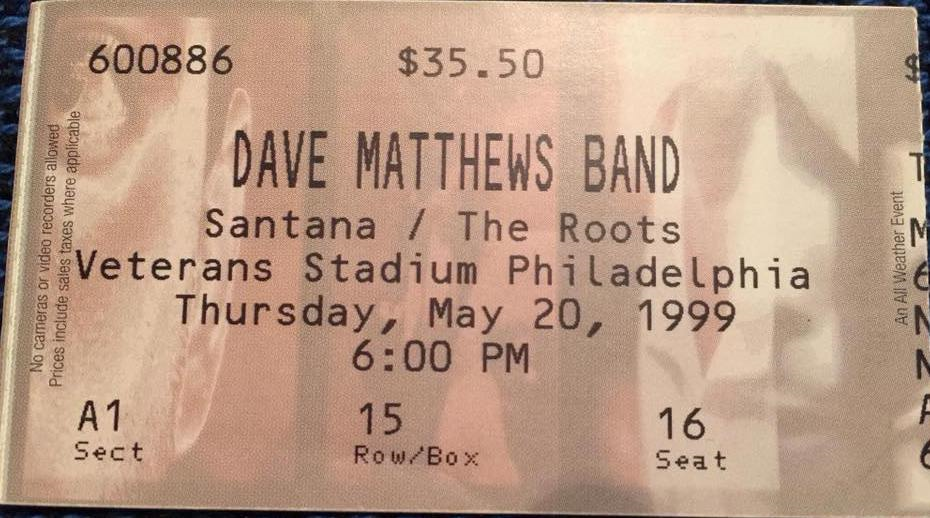 600886 $35.50
DAVE MATTHEWS BAND
Santana / The Roots
Veterans Stadium Philadelphia
Thursday, May 20, 1999
6:00 PM
A1 15 16
Sect Row/Box Seat
No cameras or video recorders allowed
Prices include sales taxes where applicable
An All Weather Event